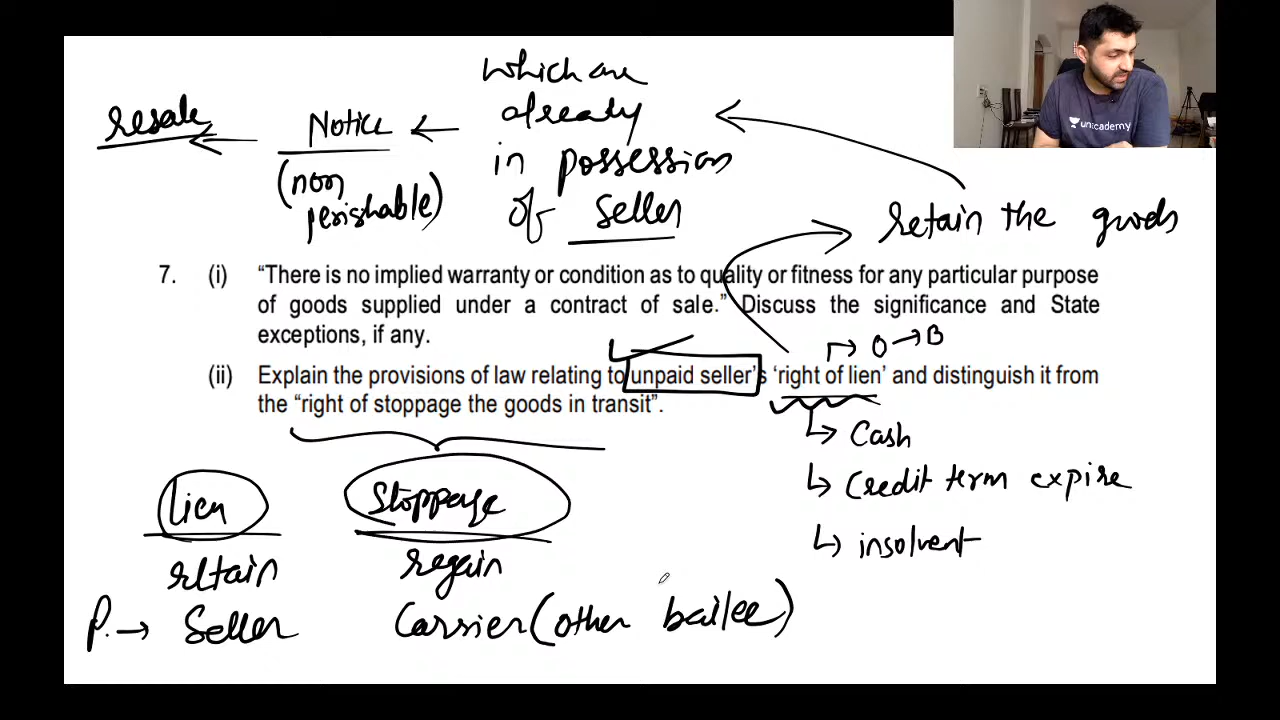 which are
already
in possession
of seller
resale
Notice
(non
perishable)
retain the goods
unacademy
7. (i) “There is no implied warranty or condition as to quality or fitness for any particular purpose
of goods supplied under a contract of sale.” Discuss the significance and State
exceptions, if any.
O → B
(ii) Explain the provisions of law relating to unpaid seller’s ‘right of lien’ and distinguish it from
the “right of stoppage the goods in transit”.
Cash
Credit term expire
insolvent
Lien Stoppage
retain regain
P. → Seller Carrier (other bailee)